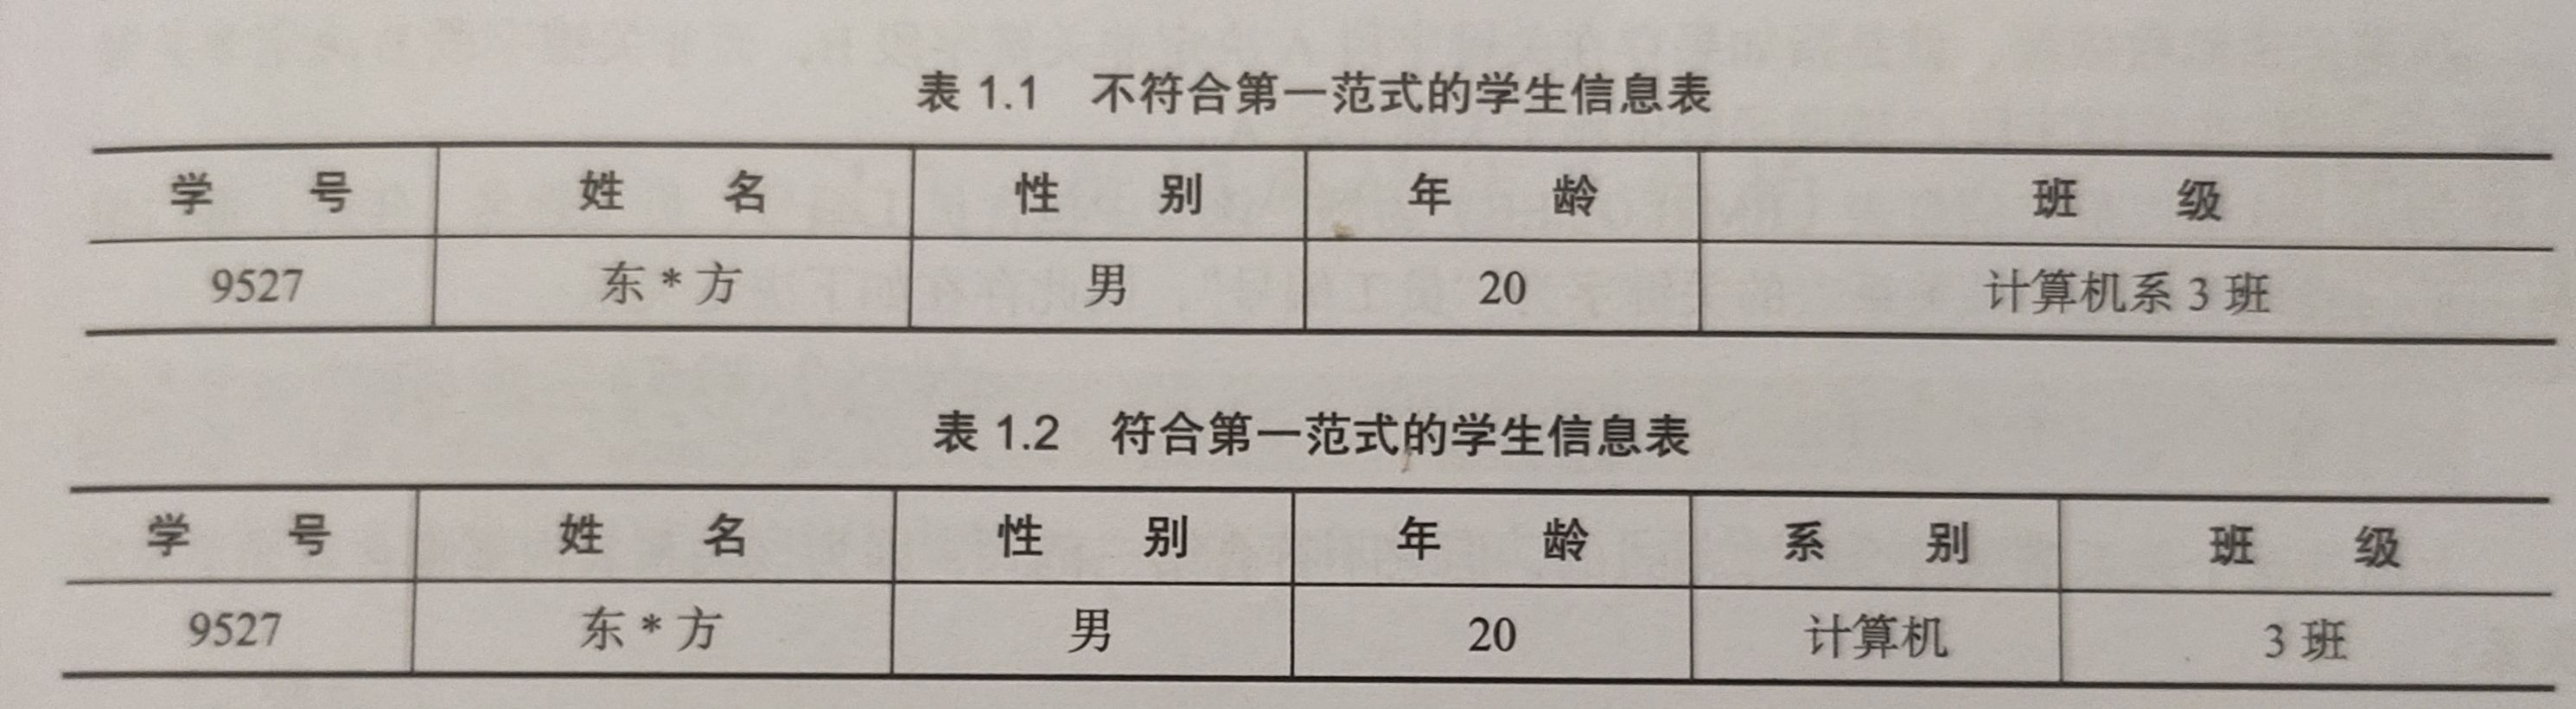 表 1.1 不符合第一范式的学生信息表
学 号 姓 名 性 别 年 龄 班 级
9527 东*方 男 20 计算机系 3 班
表 1.2 符合第一范式的学生信息表
学 号 姓 名 性 别 年 龄 系 别 班 级
9527 东*方 男 20 计算机 3 班